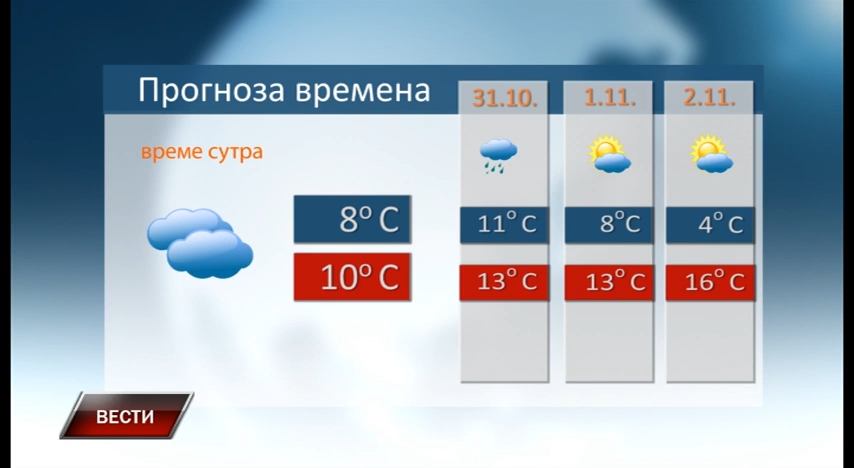 Прогноза времена
31.10.
1.11.
2.11.
време сутра
8° C
10° C
11° C
8°C
4° C
13° C
13° C
16° C
ВЕСТИ